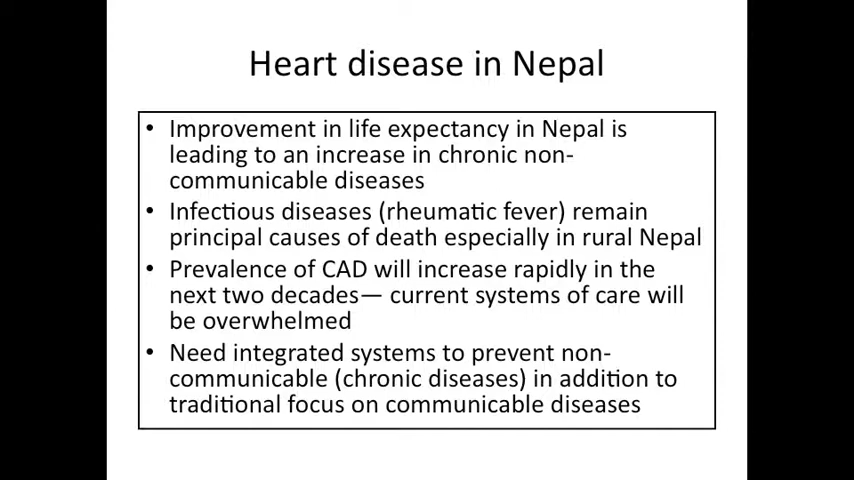 Heart disease in Nepal
• Improvement in life expectancy in Nepal is
leading to an increase in chronic non-
communicable diseases
• Infectious diseases (rheumatic fever) remain
principal causes of death especially in rural Nepal
• Prevalence of CAD will increase rapidly in the
next two decades— current systems of care will
be overwhelmed
• Need integrated systems to prevent non-
communicable (chronic diseases) in addition to
traditional focus on communicable diseases